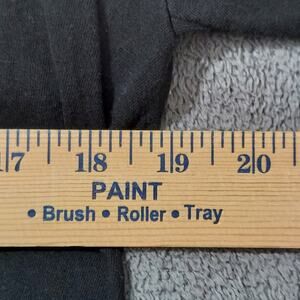 17 18 19 20
PAINT
• Brush • Roller • Tray